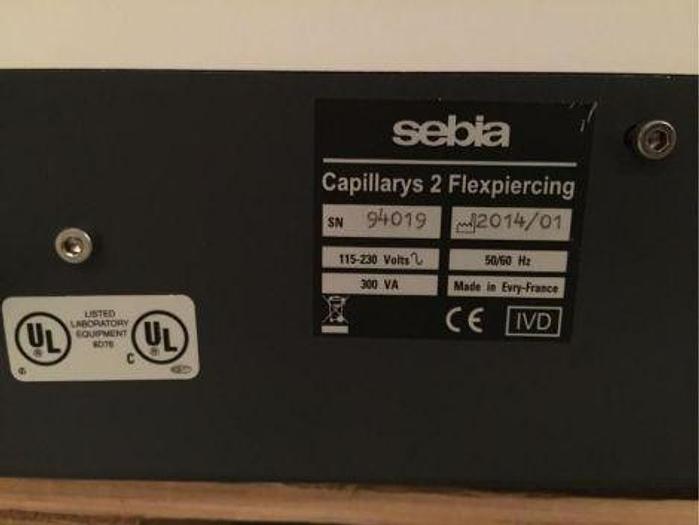 sebia
Capillarys 2 Flexpiercing
SN 94019 2014/01
115-230 Volts 50/60 Hz
300 VA Made in Evry-France
CE IVD
UL
LISTED
LABORATORY
EQUIPMENT
8D76
C UL